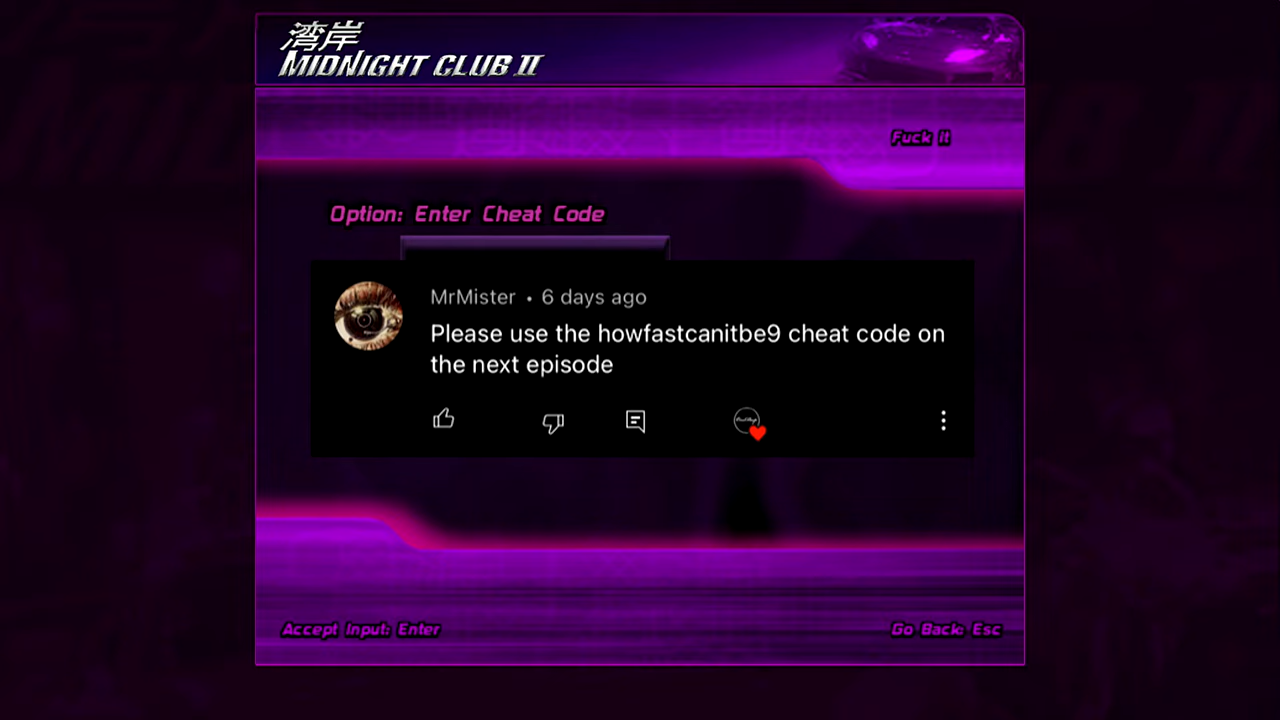 湾岸
MIDNIGHT CLUB II
Fuck it
Option: Enter Cheat Code
MrMister • 6 days ago
Please use the howfastcanitbe9 cheat code on
the next episode
Accept Input: Enter
Go Back: Esc